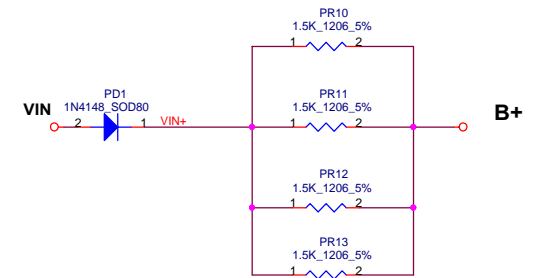 PR10
1.5K_1206_5%
1 2
PD1
1N4148_SOD80
VIN 2 1 VIN+
PR11
1.5K_1206_5%
1 2
B+
PR12
1.5K_1206_5%
1 2
PR13
1.5K_1206_5%
1 2